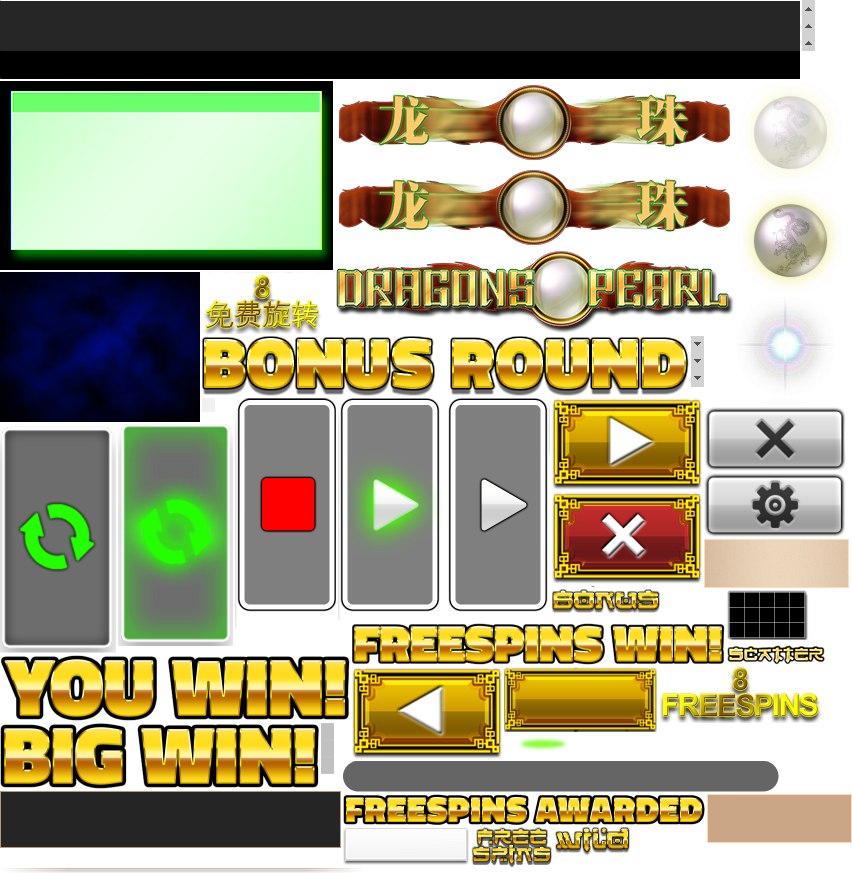 龙 珠
龙 珠
DRAGONS PEARL
8
免费旋转
BONUS ROUND
BONUS
FREESPINS WIN!
SCATTER
YOU WIN!
8
FREESPINS
BIG WIN!
FREESPINS AWARDED
FREE
SPINS
wild